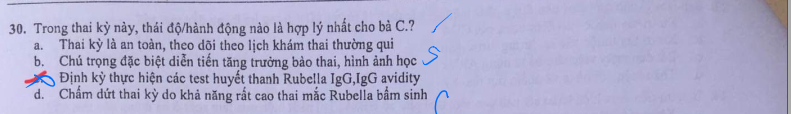 30. Trong thai kỳ này, thái độ/hành động nào là hợp lý nhất cho bà C.?
a. Thai kỳ là an toàn, theo dõi theo lịch khám thai thường qui
b. Chú trọng đặc biệt diễn tiến tăng trưởng bào thai, hình ảnh học
Định kỳ thực hiện các test huyết thanh Rubella IgG,IgG avidity
d. Chấm dứt thai kỳ do khả năng rất cao thai mắc Rubella bẩm sinh